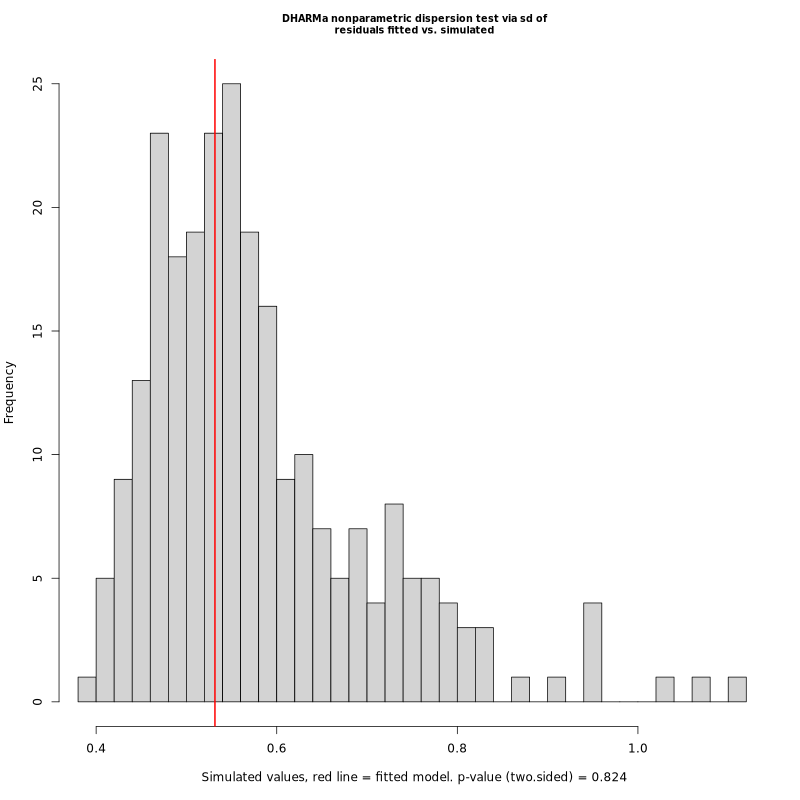 DHARMa nonparametric dispersion test via sd of
residuals fitted vs. simulated
Frequency
25
20
15
10
5
0
0.4 0.6 0.8 1.0
Simulated values, red line = fitted model. p-value (two.sided) = 0.824